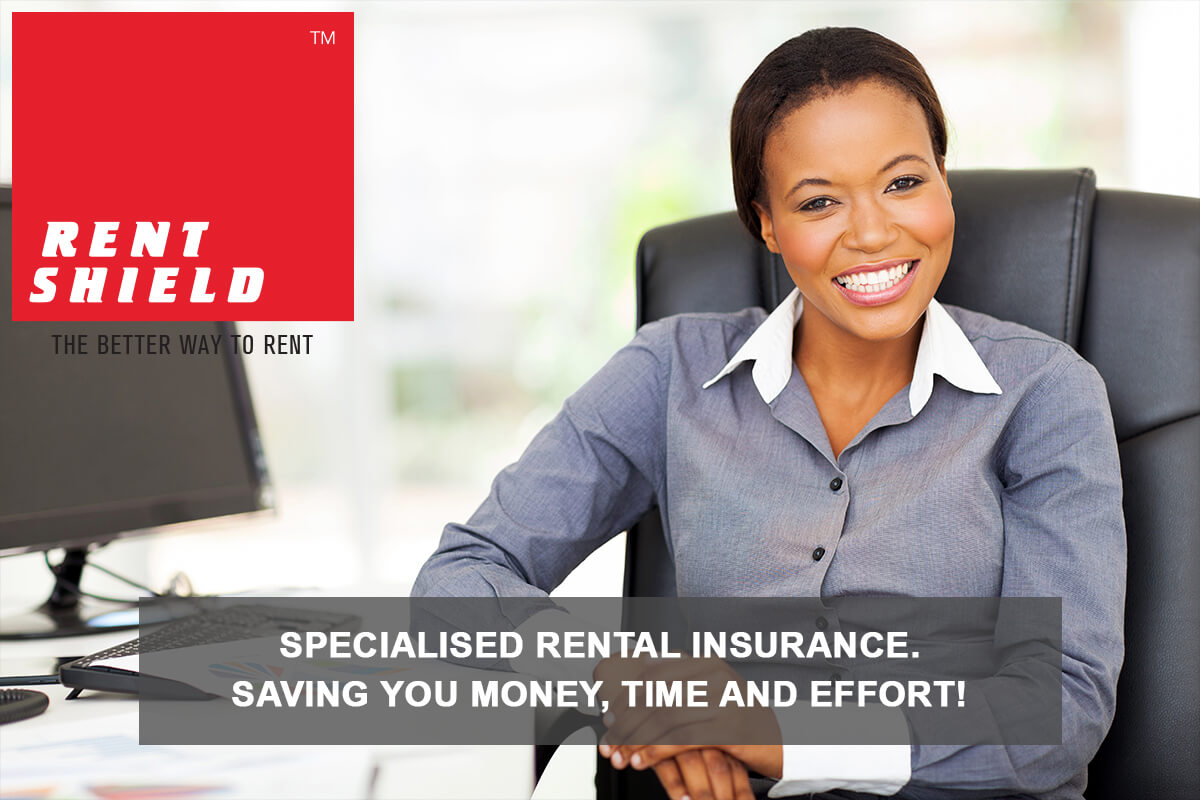 TM
RENT
SHIELD
THE BETTER WAY TO RENT
SPECIALISED RENTAL INSURANCE.
SAVING YOU MONEY, TIME AND EFFORT!